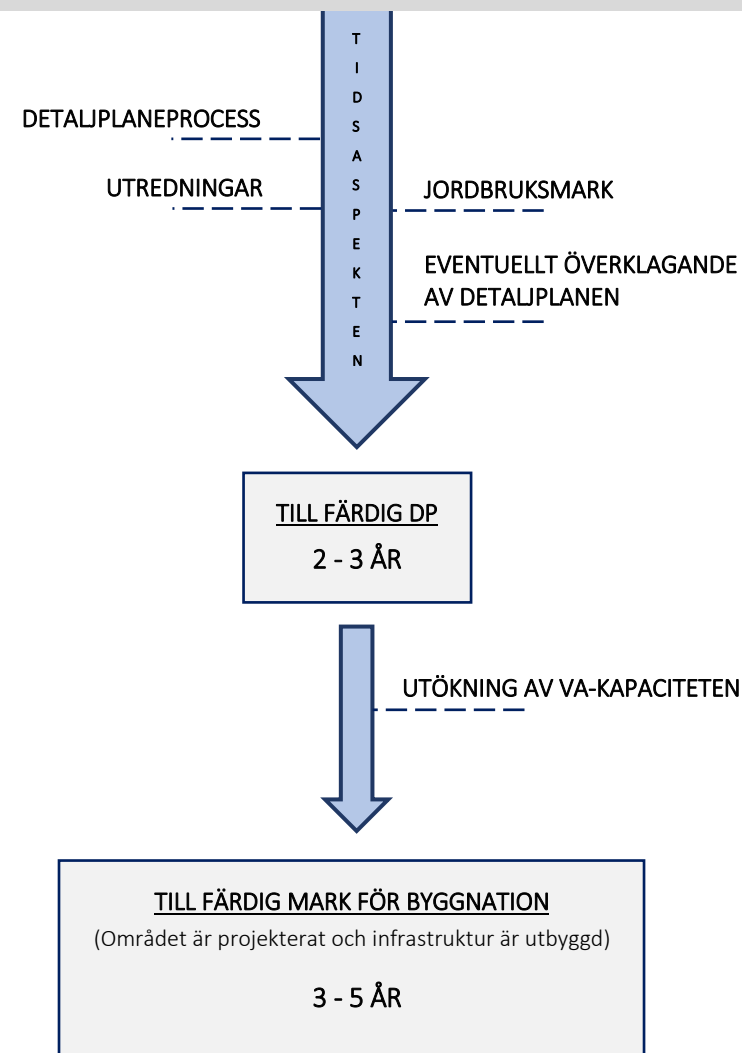 T
I
D
S
A
S
P
E
K
T
E
N
DETALJPLANEPROCESS
UTREDNINGAR
JORDBRUKSMARK
EVENTUELLT ÖVERKLAGANDE
AV DETALJPLANEN
TILL FÄRDIG DP
2 - 3 ÅR
UTÖKNING AV VA-KAPACITETEN
TILL FÄRDIG MARK FÖR BYGGNATION
(Området är projekterat och infrastruktur är utbyggd)
3 - 5 ÅR